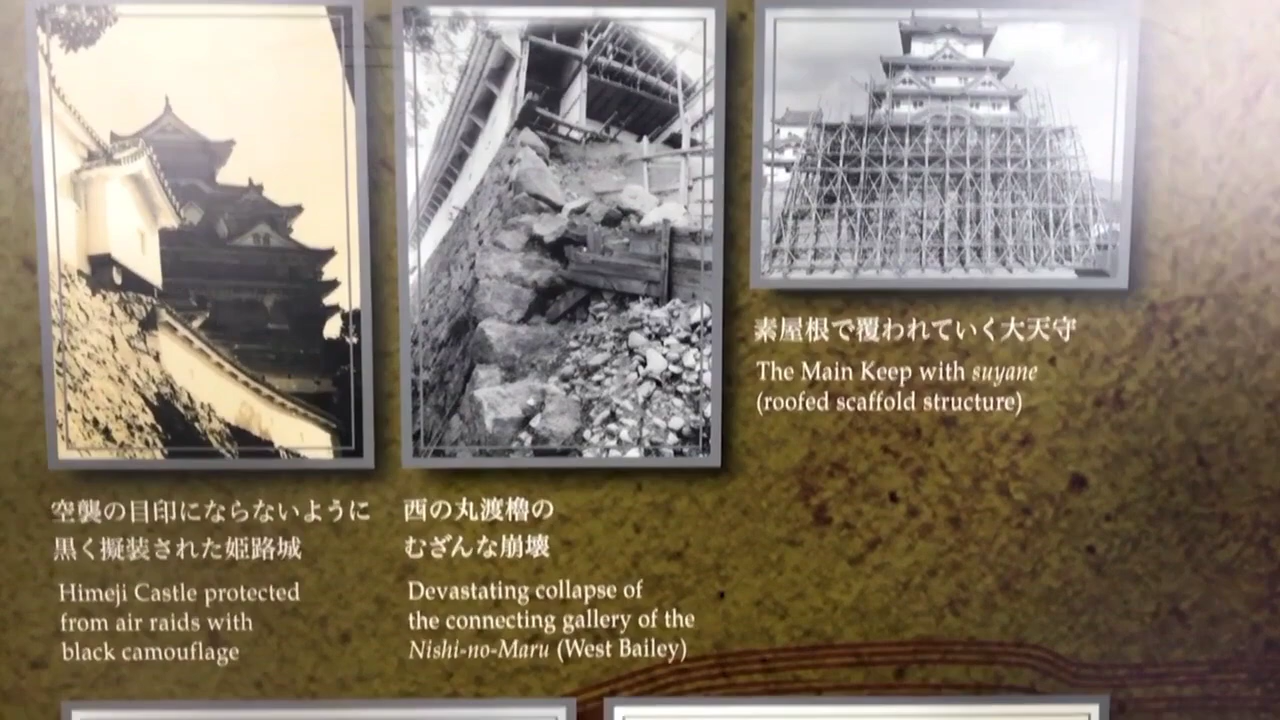 空襲の目印にならないように
黒く擬装された姫路城
Himeji Castle protected
from air raids with
black camouflage
西の丸渡櫓の
むざんな崩壊
Devastating collapse of
the connecting gallery of the
Nishi-no-Maru (West Bailey)
素屋根で覆われていく大天守
The Main Keep with suyane
(roofed scaffold structure)